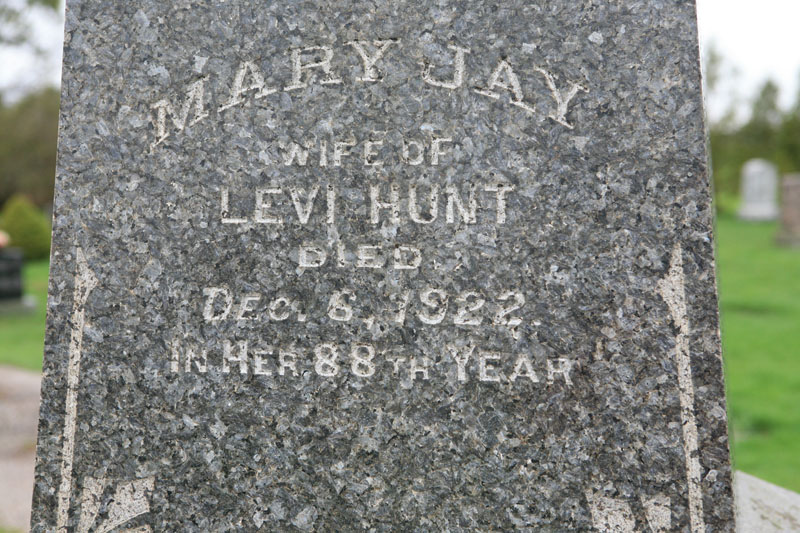 MARY JAY
WIFE OF
LEVI HUNT
DIED
DEC. 6, 1922.
IN HER 88TH YEAR